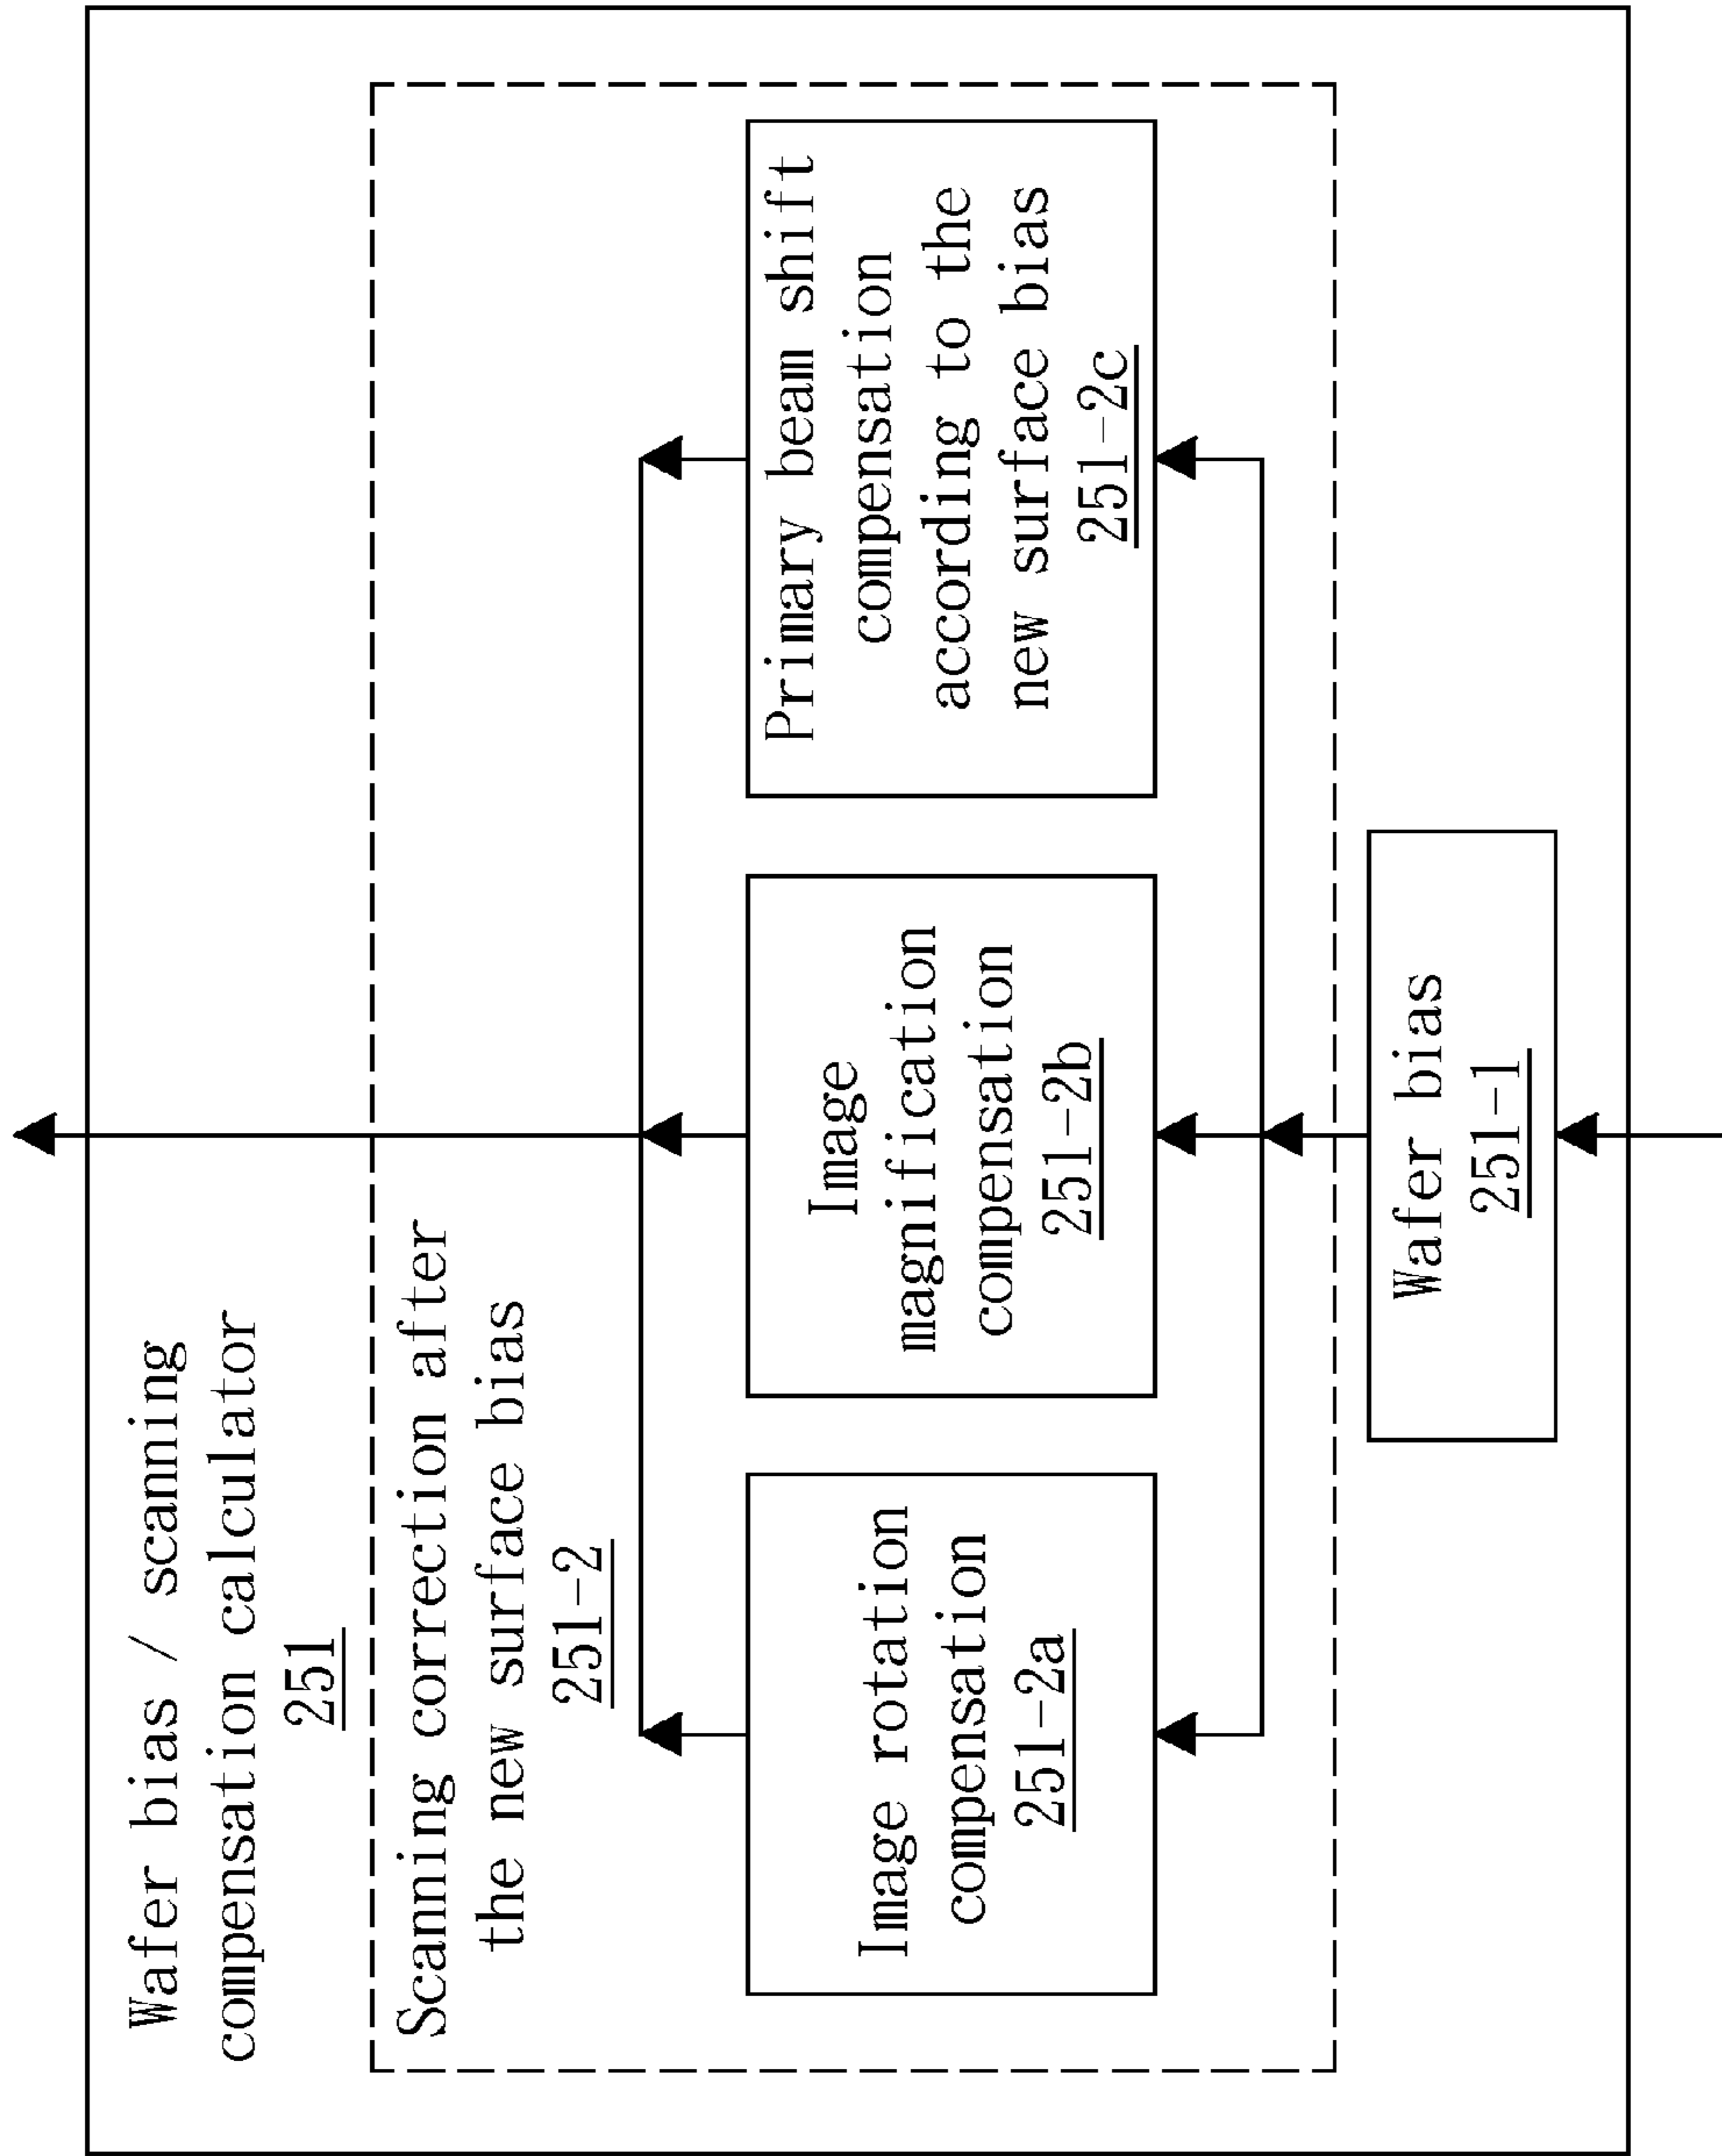 Wafer bias / scanning
compensation calculator
251
Scanning correction after
the new surface bias
251-2
Image rotation
compensation
251-2a
Image
magnification
compensation
251-2b
Primary beam shift
compensation
according to the
new surface bias
251-2c
Wafer bias
251-1